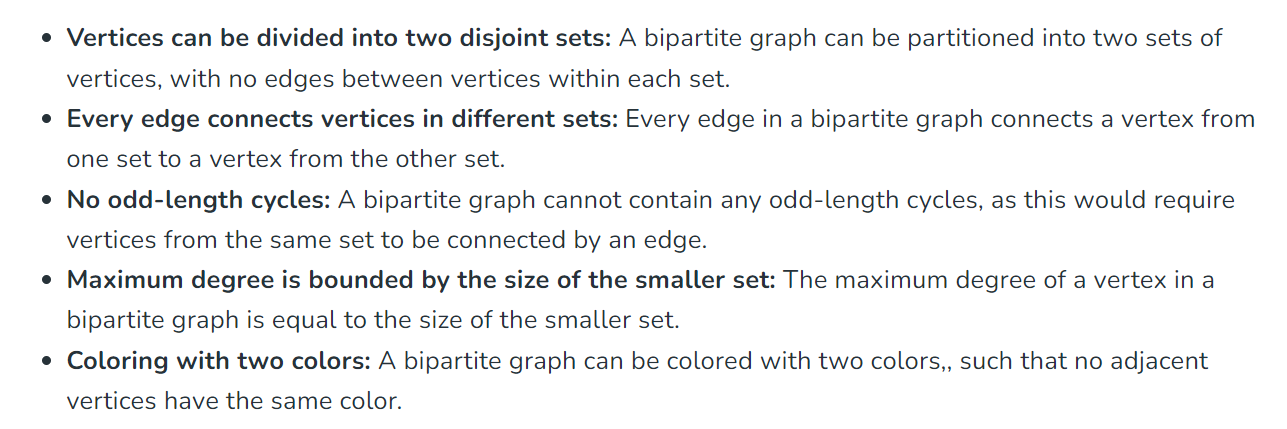 • Vertices can be divided into two disjoint sets: A bipartite graph can be partitioned into two sets of
vertices, with no edges between vertices within each set.
• Every edge connects vertices in different sets: Every edge in a bipartite graph connects a vertex from
one set to a vertex from the other set.
• No odd-length cycles: A bipartite graph cannot contain any odd-length cycles, as this would require
vertices from the same set to be connected by an edge.
• Maximum degree is bounded by the size of the smaller set: The maximum degree of a vertex in a
bipartite graph is equal to the size of the smaller set.
• Coloring with two colors: A bipartite graph can be colored with two colors,, such that no adjacent
vertices have the same color.